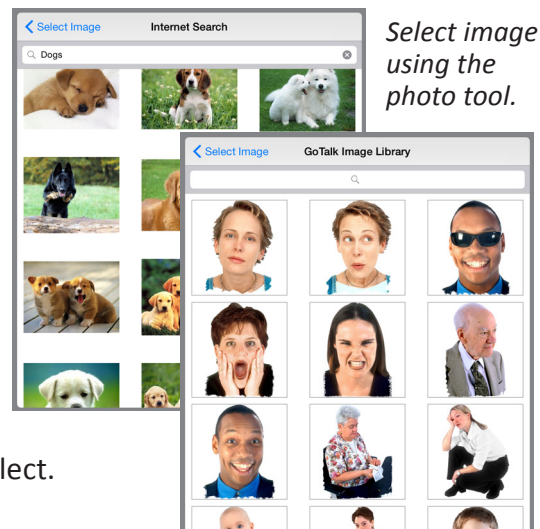 Select Image Internet Search
Dogs
Select image
using the
photo tool.
Select Image GoTalk Image Library
lect.